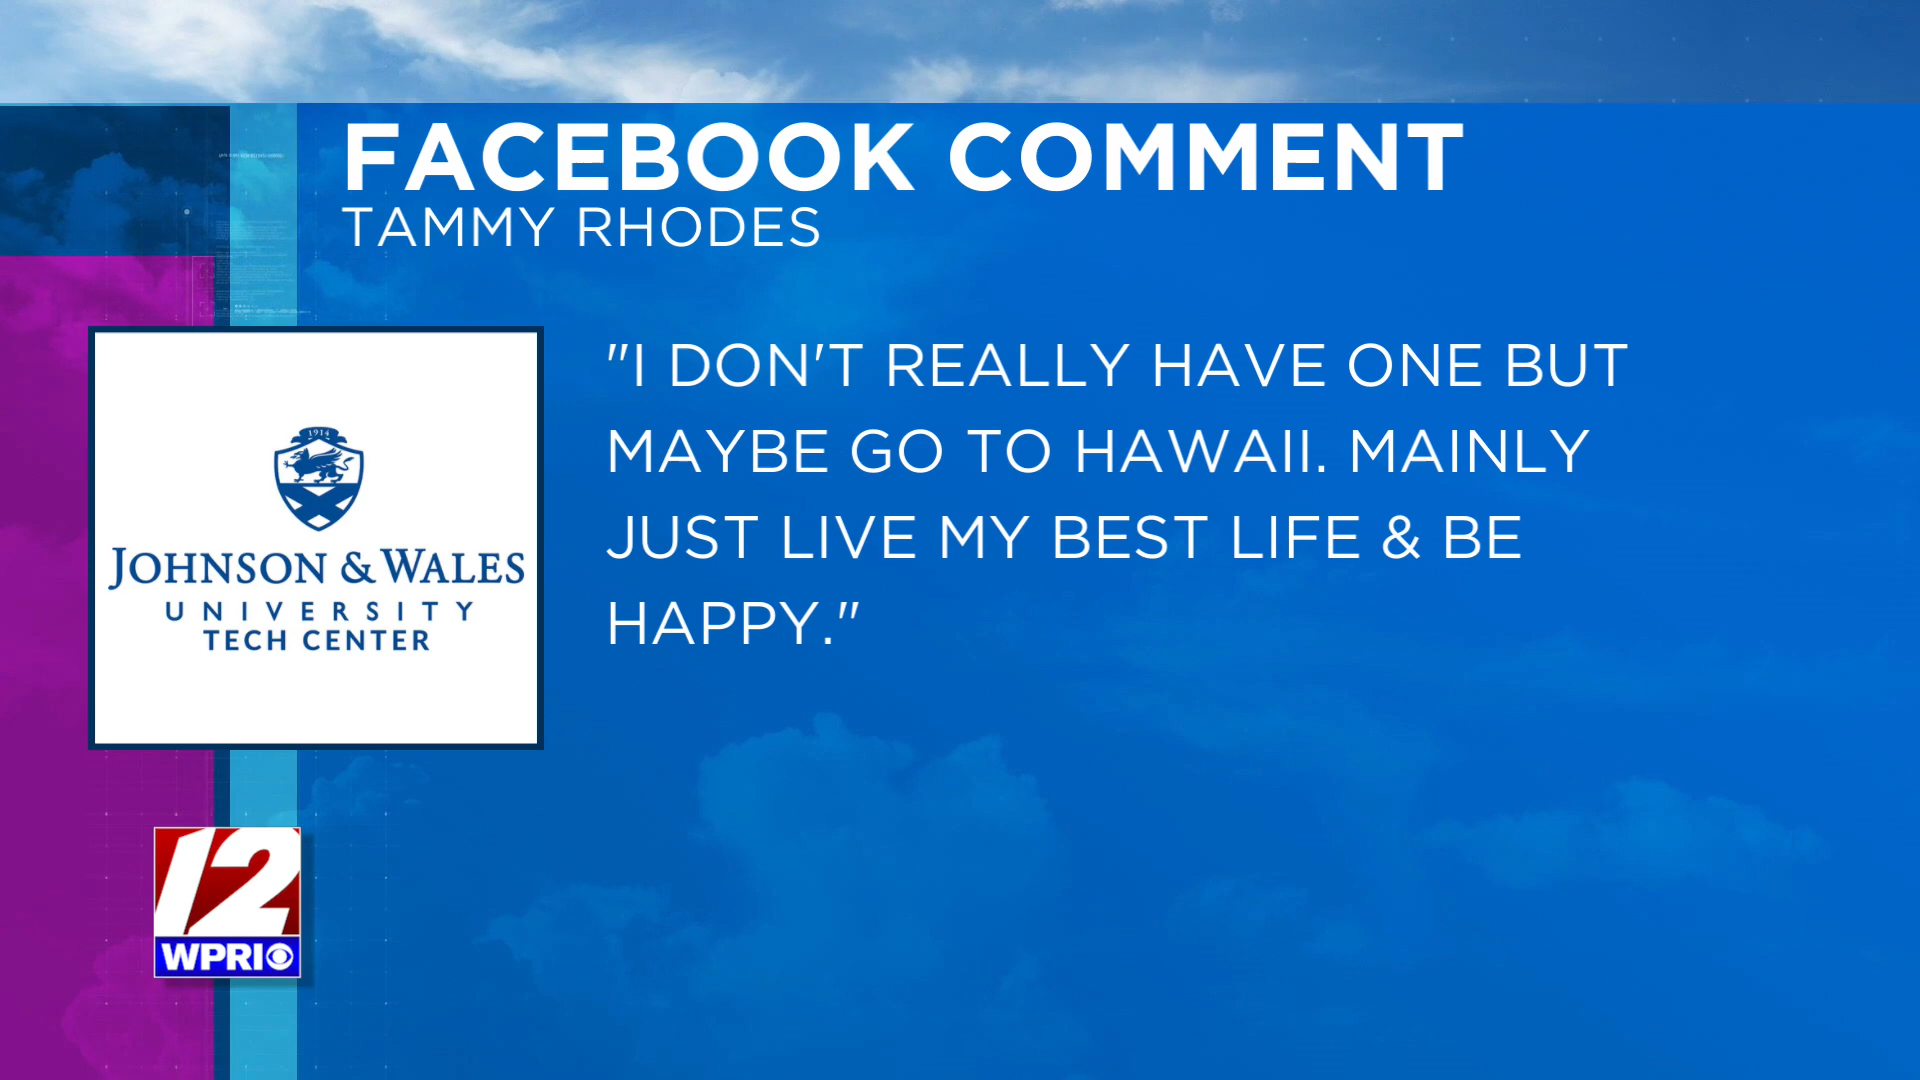 FACEBOOK COMMENT
TAMMY RHODES
"I DON'T REALLY HAVE ONE BUT
MAYBE GO TO HAWAII. MAINLY
JUST LIVE MY BEST LIFE & BE
HAPPY."
1914
JOHNSON & WALES
UNIVERSITY
TECH CENTER
12
WPRI